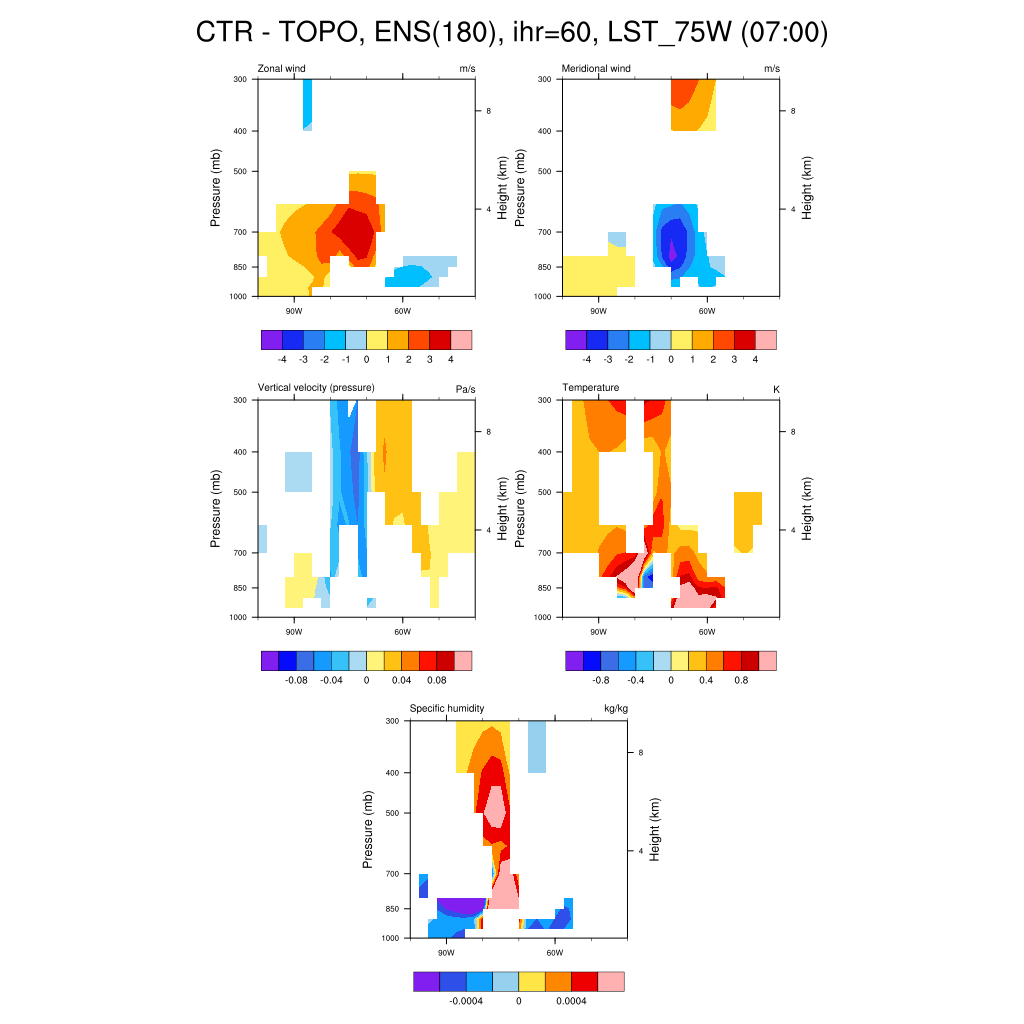 CTR - TOPO, ENS(180), ihr=60, LST_75W (07:00)
Zonal wind m/s
Pressure (mb)
300
400
500
700
850
1000
8
4
Height (km)
90W 60W
-4 -3 -2 -1 0 1 2 3 4
Meridional wind m/s
Pressure (mb)
300
400
500
700
850
1000
8
4
Height (km)
90W 60W
-4 -3 -2 -1 0 1 2 3 4
Vertical velocity (pressure) Pa/s
Pressure (mb)
300
400
500
700
850
1000
8
4
Height (km)
90W 60W
-0.08 -0.04 0 0.04 0.08
Temperature K
Pressure (mb)
300
400
500
700
850
1000
8
4
Height (km)
90W 60W
-0.8 -0.4 0 0.4 0.8
Specific humidity kg/kg
Pressure (mb)
300
400
500
700
850
1000
8
4
Height (km)
90W 60W
-0.0004 0 0.0004